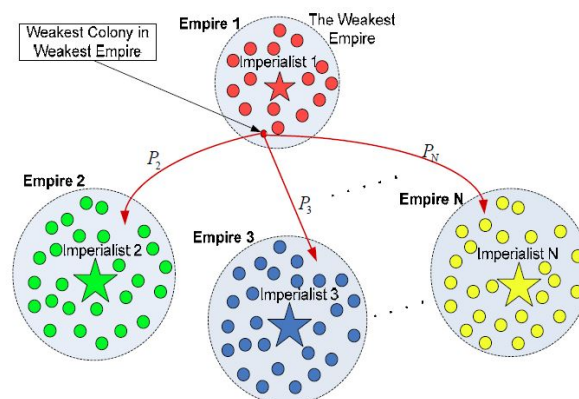 Empire 1
The Weakest
Empire
Weakest Colony in
Weakest Empire
Imperialist 1
P2
P3
PN
Empire 2
Imperialist 2
Empire 3
Imperialist 3
Empire N
Imperialist N